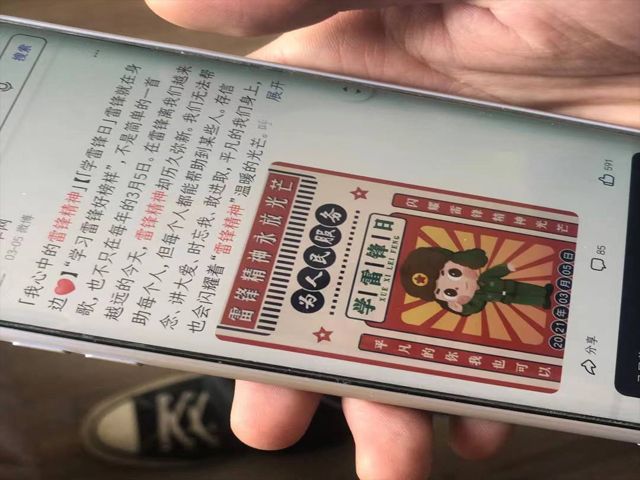 搜索
03-05 微博
「我心中的雷锋精神」【「学雷锋日」雷锋就在身
边❤️】“学习雷锋好榜样”，不是简单的一首
歌，也不只在每年的3月5日。在雷锋离我们越来
越远的今天，雷锋精神却历久弥新。我们无法帮
助每个人，但每个人都能帮助到某些人。存信
念、讲大爱、时忘我、敢进取，平凡的我们身上，
也会闪耀着“雷锋精神”温暖的光芒。
展开
雷锋精神永放光芒
为人民服务
学雷锋日
XUE LEI FENG
闪耀雷锋精神光芒
平凡的你我也可以
2021年03月05日
分享
85
591